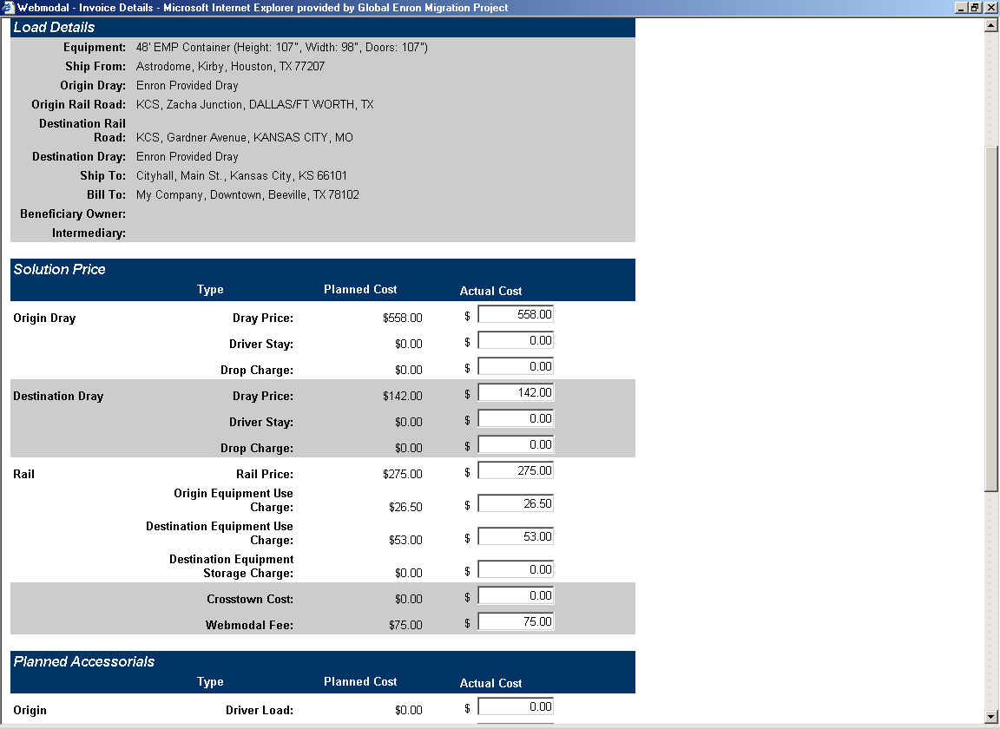 Webmodal - Invoice Details - Microsoft Internet Explorer provided by Global Enron Migration Project
Load Details
Equipment: 48' EMP Container (Height: 107", Width: 98", Doors: 107")
Ship From: Astrodome, Kirby, Houston, TX 77207
Origin Dray: Enron Provided Dray
Origin Rail Road: KCS, Zacha Junction, DALLAS/FT WORTH, TX
Destination Rail
Road: KCS, Gardner Avenue, KANSAS CITY, MO
Destination Dray: Enron Provided Dray
Ship To: Cityhall, Main St., Kansas City, KS 66101
Bill To: My Company, Downtown, Beeville, TX 78102
Beneficiary Owner:
Intermediary:
Solution Price
Type Planned Cost Actual Cost
Origin Dray Dray Price: $558.00 $ 558.00
Driver Stay: $0.00 $ 0.00
Drop Charge: $0.00 $ 0.00
Destination Dray Dray Price: $142.00 $ 142.00
Driver Stay: $0.00 $ 0.00
Drop Charge: $0.00 $ 0.00
Rail Rail Price: $275.00 $ 275.00
Origin Equipment Use
Charge: $26.50 $ 26.50
Destination Equipment Use
Charge: $53.00 $ 53.00
Destination Equipment
Storage Charge: $0.00 $ 0.00
Crosstown Cost: $0.00 $ 0.00
Webmodal Fee: $75.00 $ 75.00
Planned Accessorials
Type Planned Cost Actual Cost
Origin Driver Load: $0.00 $ 0.00